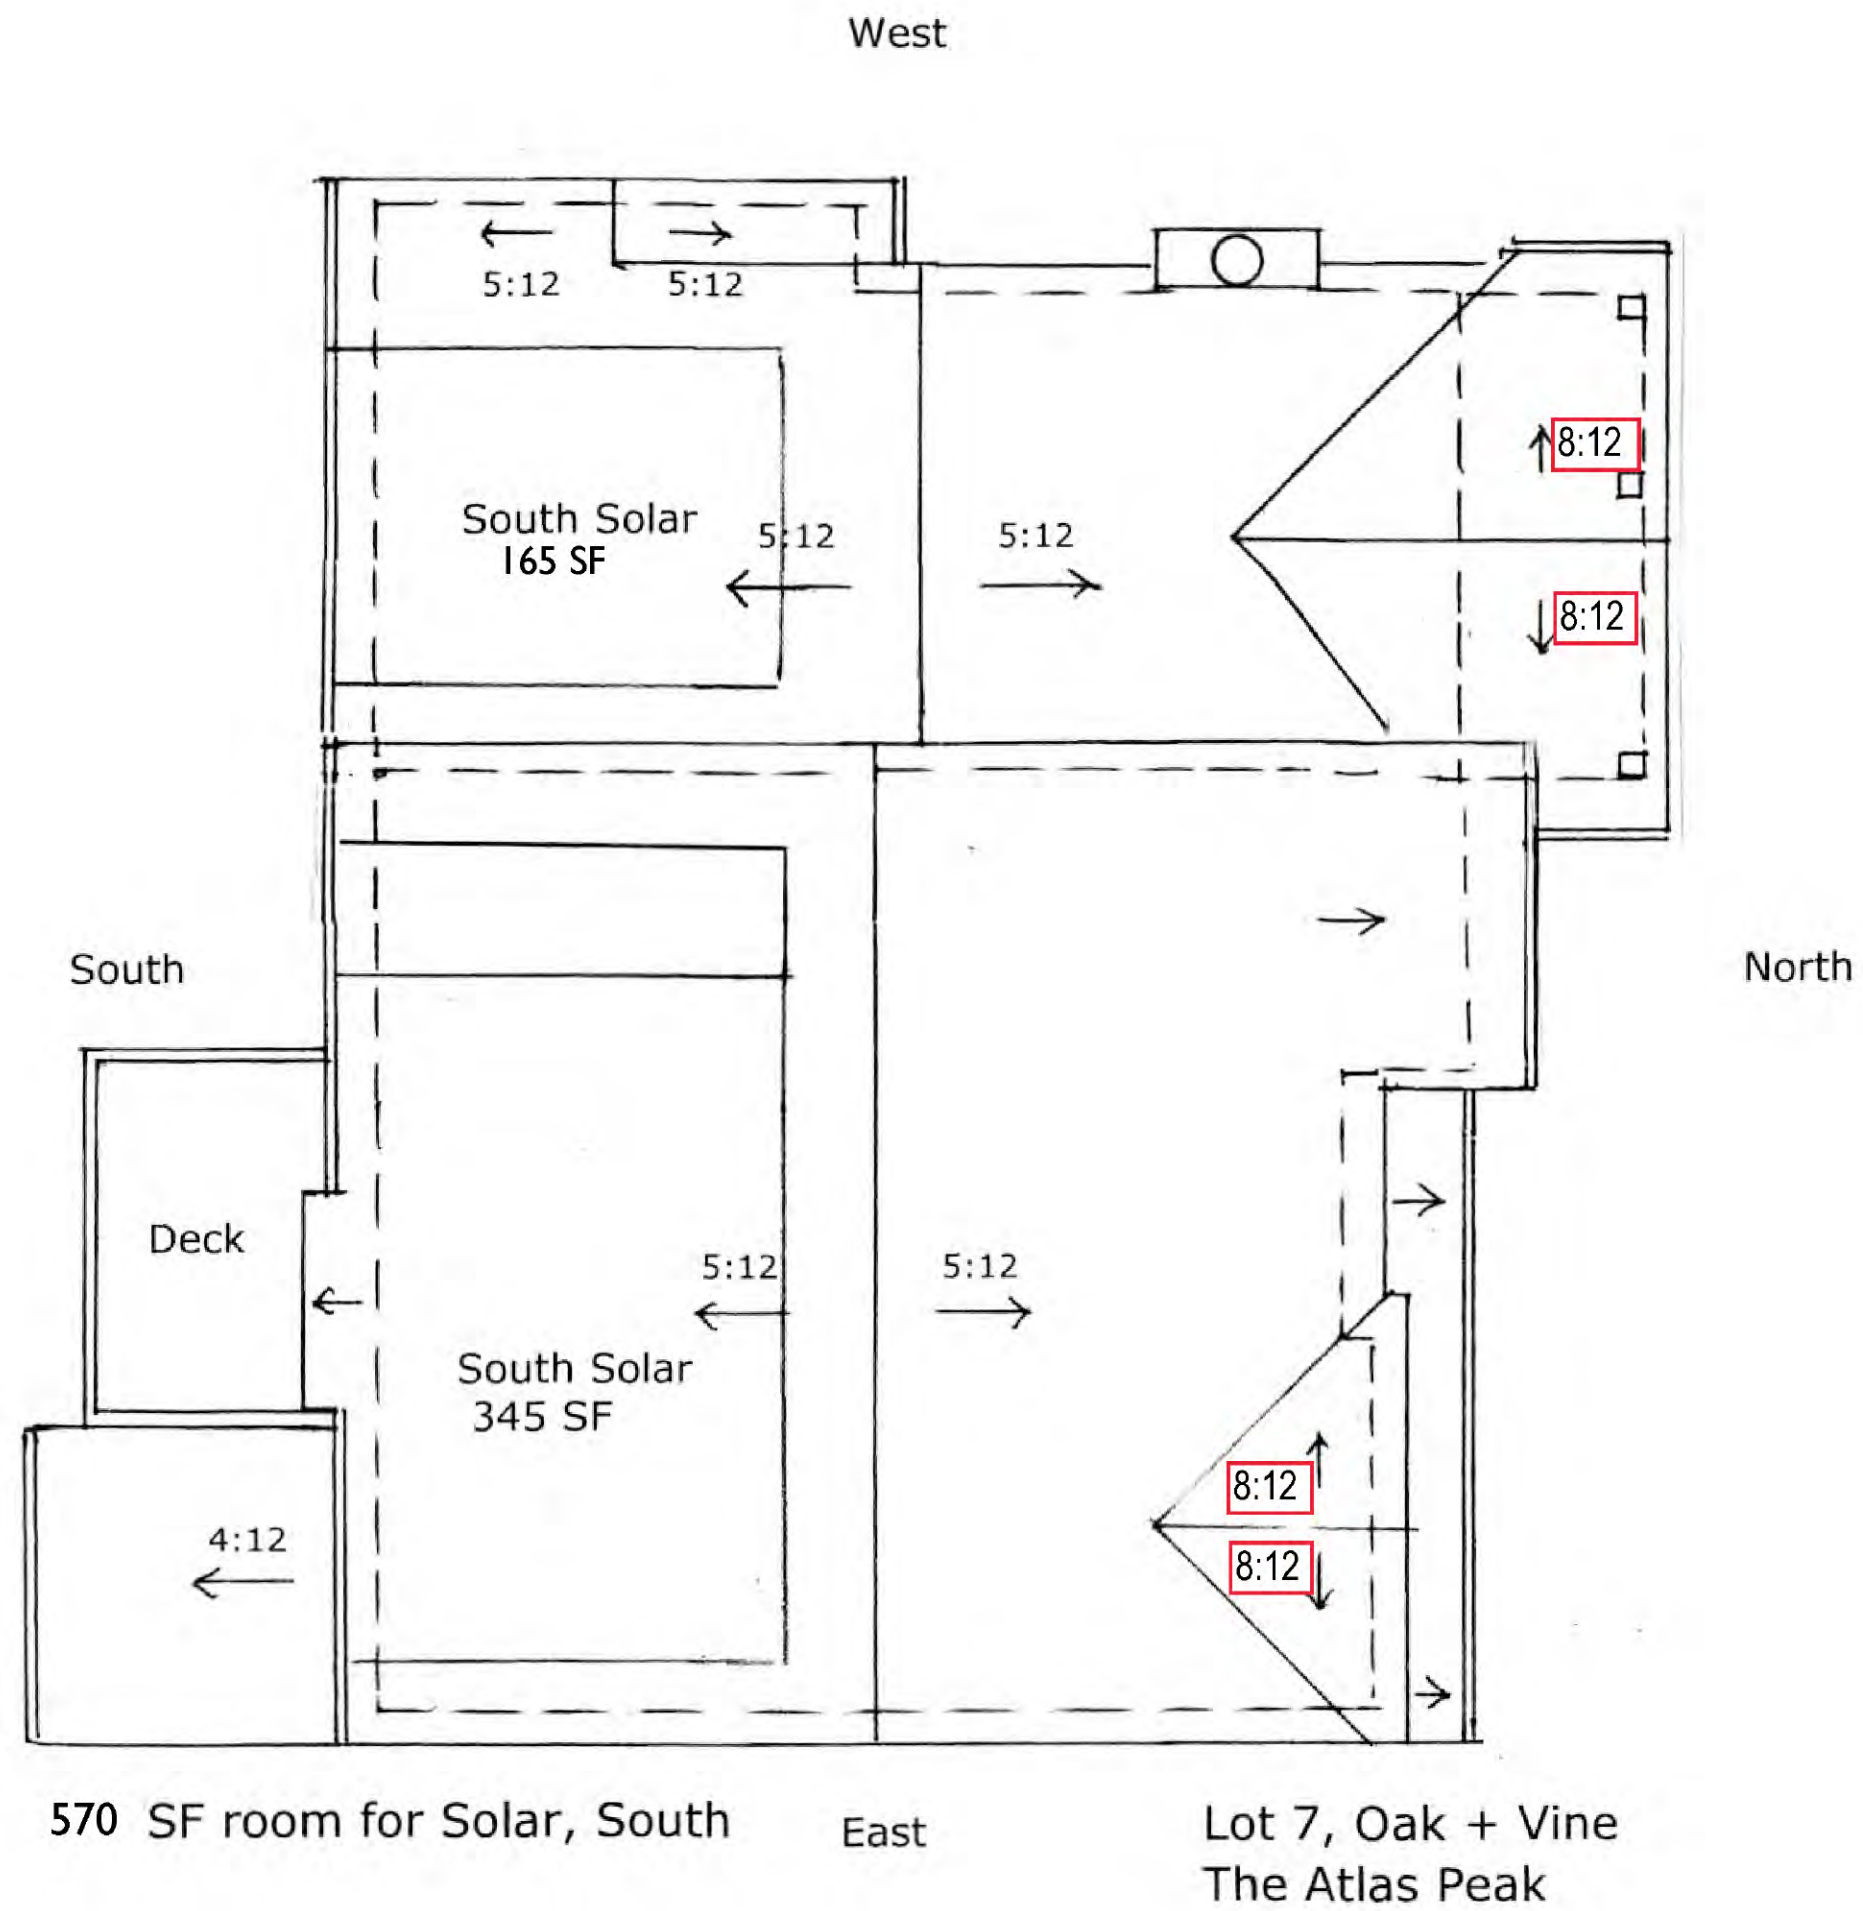 West
5:12
5:12
8:12
South Solar
165 SF
5:12
5:12
8:12
South
North
Deck
5:12
5:12
South Solar
345 SF
8:12
4:12
8:12
570 SF room for Solar, South
East
Lot 7, Oak + Vine
The Atlas Peak